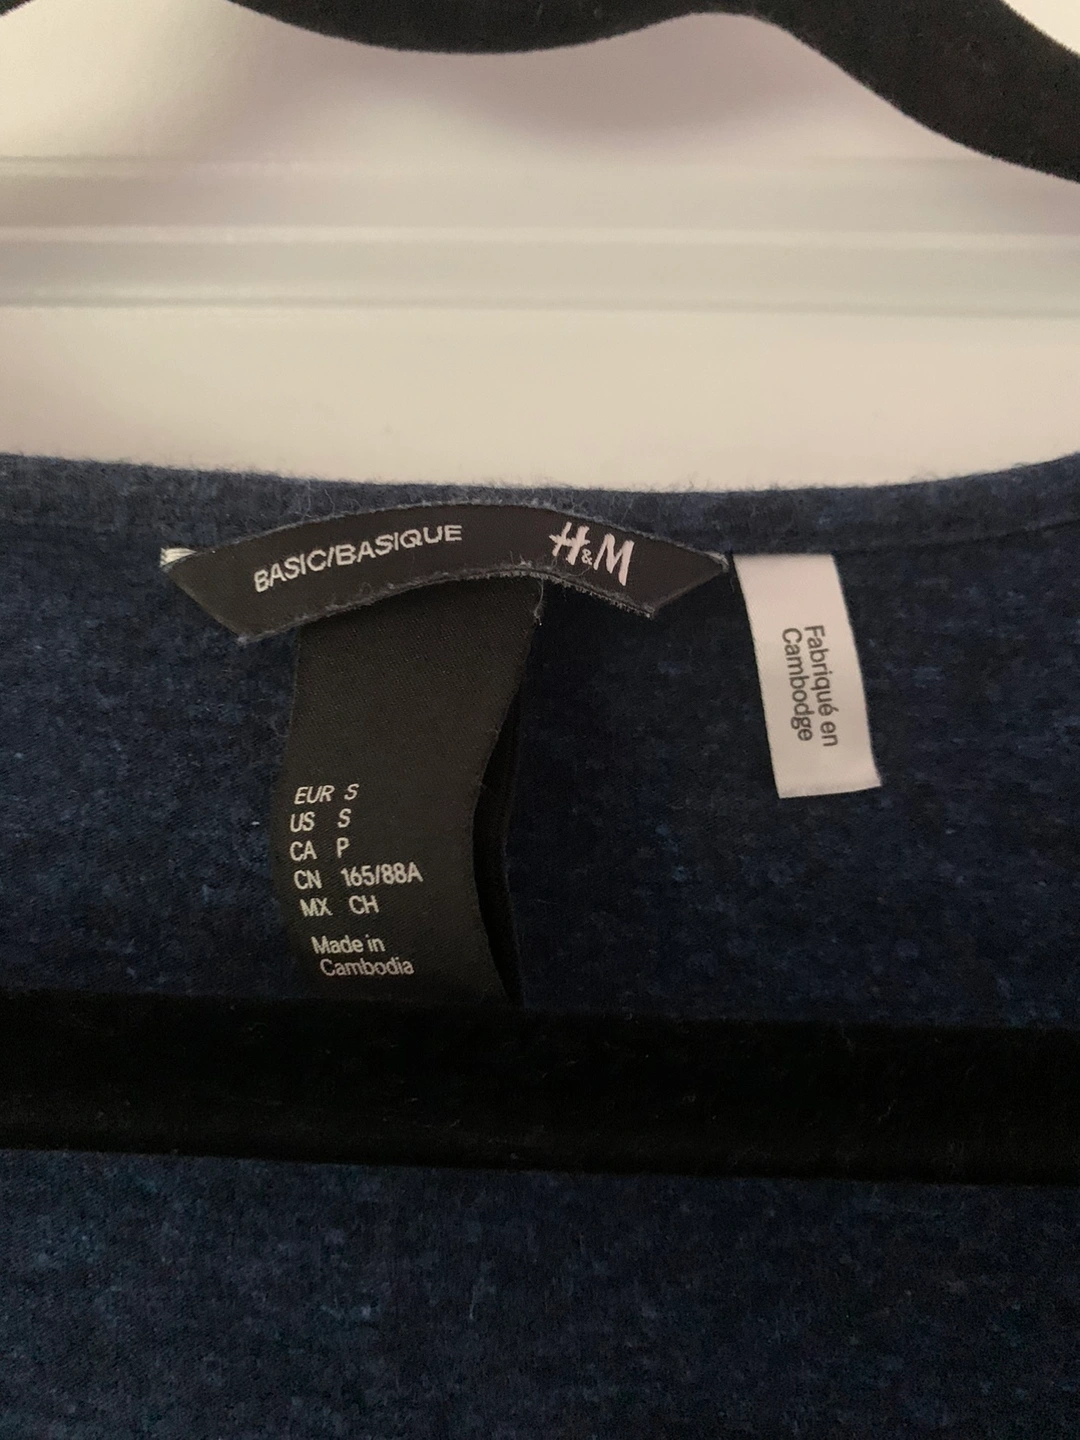 BASIC/BASIQUE H&M
EUR S
US S
CA P
CN 165/88A
MX CH
Made in
Cambodia
Fabriqué en
Cambodge